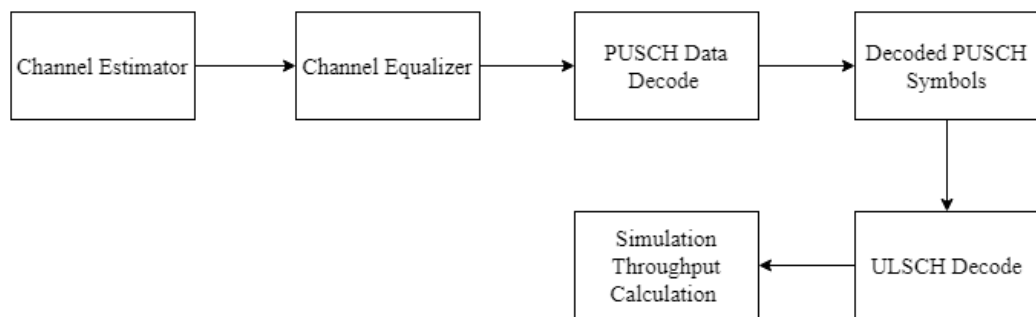 Channel Estimator
Channel Equalizer
PUSCH Data
Decode
Decoded PUSCH
Symbols
Simulation
Throughput
Calculation
ULSCH Decode